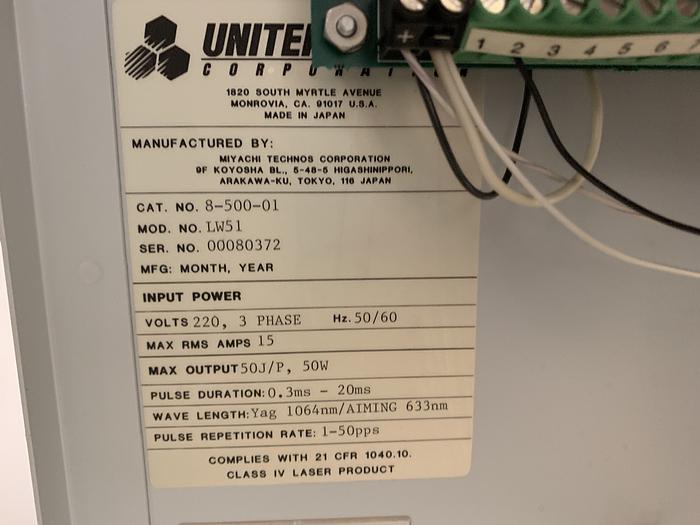 UNITE
CORPORATION
1820 SOUTH MYRTLE AVENUE
MONROVIA, CA. 91017 U.S.A.
MADE IN JAPAN
MANUFACTURED BY:
MIYACHI TECHNOS CORPORATION
9F KOYOSHA BL., 5-48-5 HIGASHINIPPORI,
ARAKAWA-KU, TOKYO, 116 JAPAN
CAT. NO. 8-500-01
MOD. NO. LW51
SER. NO. 00080372
MFG: MONTH, YEAR
INPUT POWER
VOLTS 220, 3 PHASE Hz. 50/60
MAX RMS AMPS 15
MAX OUTPUT 50J/P, 50W
PULSE DURATION: 0.3ms - 20ms
WAVE LENGTH: Yag 1064nm/AIMING 633nm
PULSE REPETITION RATE: 1-50pps
COMPLIES WITH 21 CFR 1040.10.
CLASS IV LASER PRODUCT
+ -
1 2 3 4 5 6 7